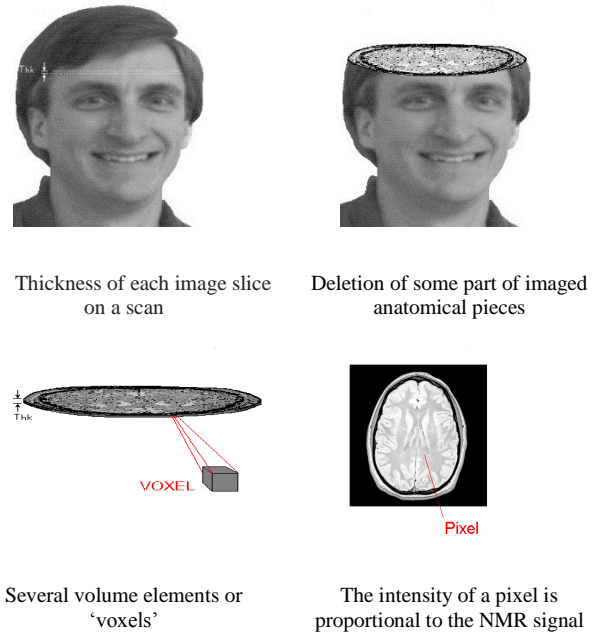 Thk
Thickness of each image slice
on a scan
Deletion of some part of imaged
anatomical pieces
Thk
VOXEL
Several volume elements or
‘voxels’
Pixel
The intensity of a pixel is
proportional to the NMR signal